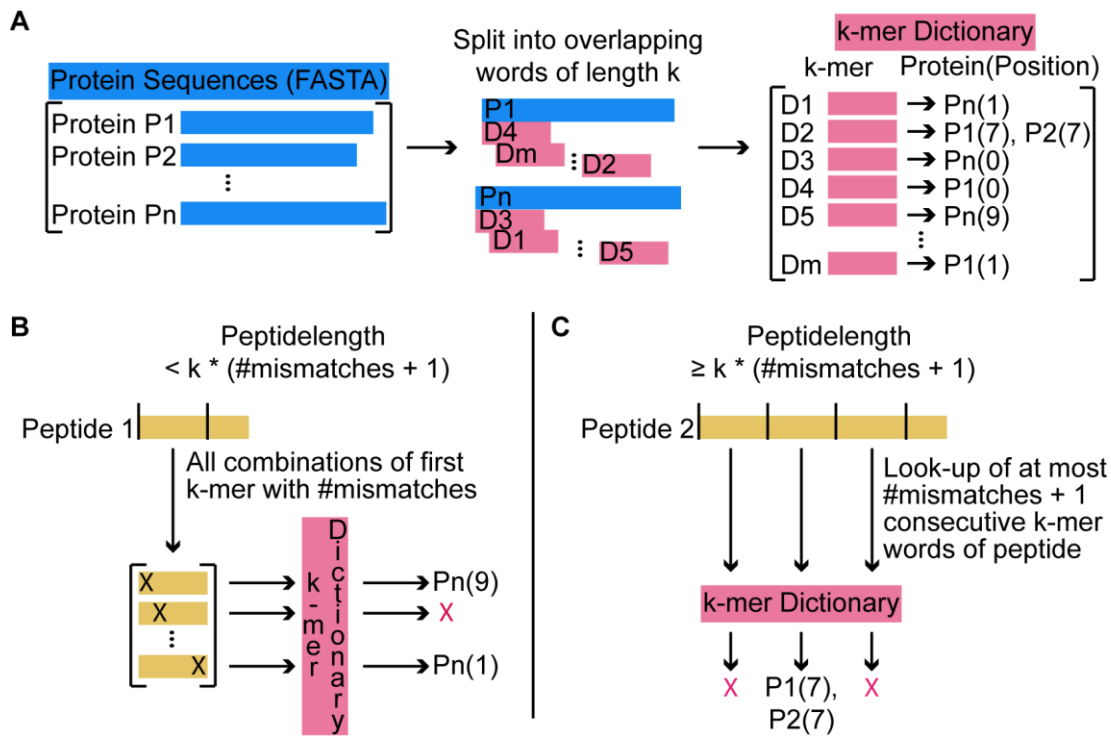 A
Protein Sequences (FASTA)
Protein P1
Protein P2
⋮
Protein Pn
Split into overlapping
words of length k
P1
D4
Dm
⋮
D2
Pn
D3
D1
⋮
D5
k-mer Dictionary
k-mer Protein(Position)
D1 → Pn(1)
D2 → P1(7), P2(7)
D3 → Pn(0)
D4 → P1(0)
D5 → Pn(9)
⋮
Dm → P1(1)
B
Peptidelength
< k * (#mismatches + 1)
Peptide 1
All combinations of first
k-mer with #mismatches
X
X
⋮
X
k-mer
Dictionary
Pn(9)
X
Pn(1)
C
Peptidelength
≥ k * (#mismatches + 1)
Peptide 2
Look-up of at most
#mismatches + 1
consecutive k-mer
words of peptide
k-mer Dictionary
X P1(7), X
P2(7)